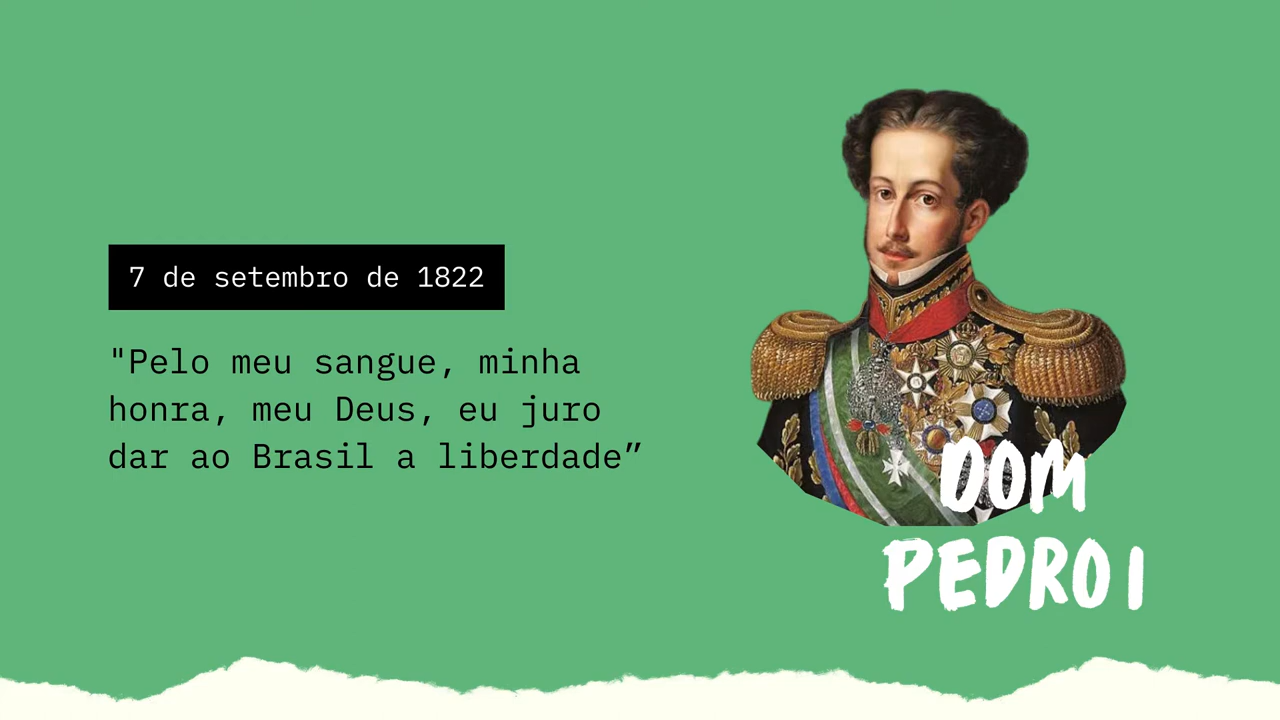 7 de setembro de 1822
"Pelo meu sangue, minha
honra, meu Deus, eu juro
dar ao Brasil a liberdade”
DOM
PEDRO I